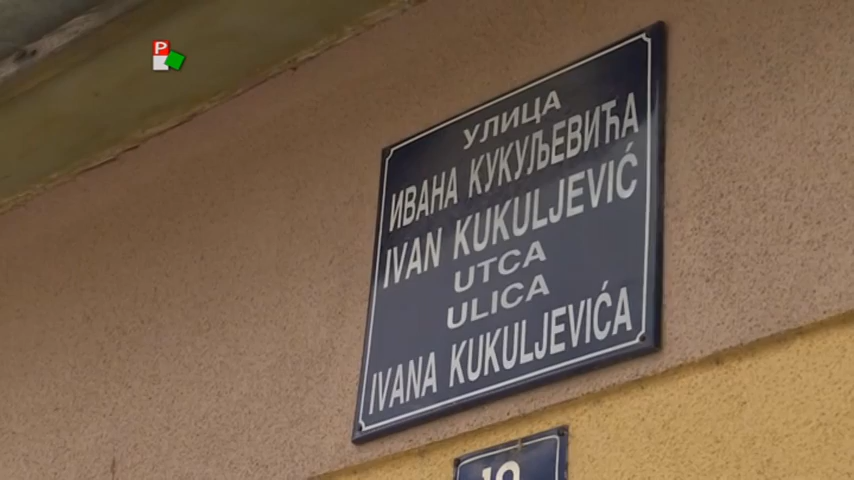 P
УЛИЦА
ИВАНА КУКУЉЕВИЋА
IVAN KUKULJEVIĆ
UTCA
ULICA
IVANA KUKULJEVIĆA